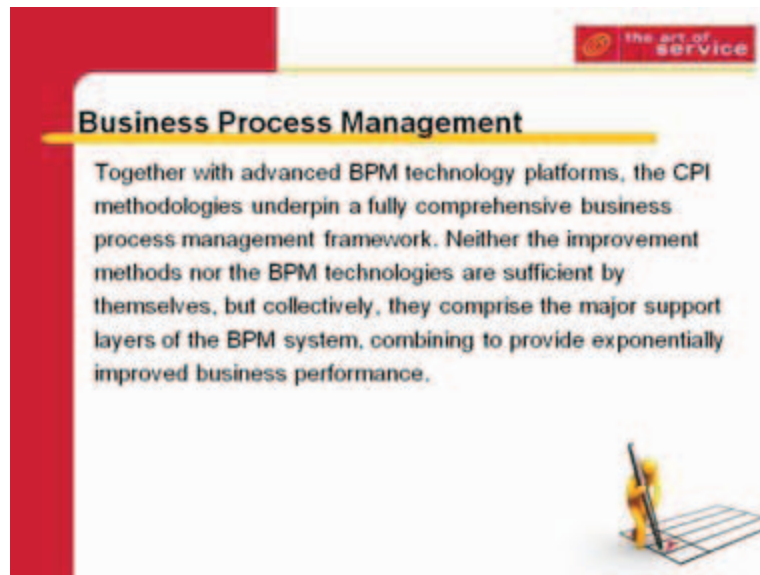 the art of
service
Business Process Management
Together with advanced BPM technology platforms, the CPI
methodologies underpin a fully comprehensive business
process management framework. Neither the improvement
methods nor the BPM technologies are sufficient by
themselves, but collectively, they comprise the major support
layers of the BPM system, combining to provide exponentially
improved business performance.